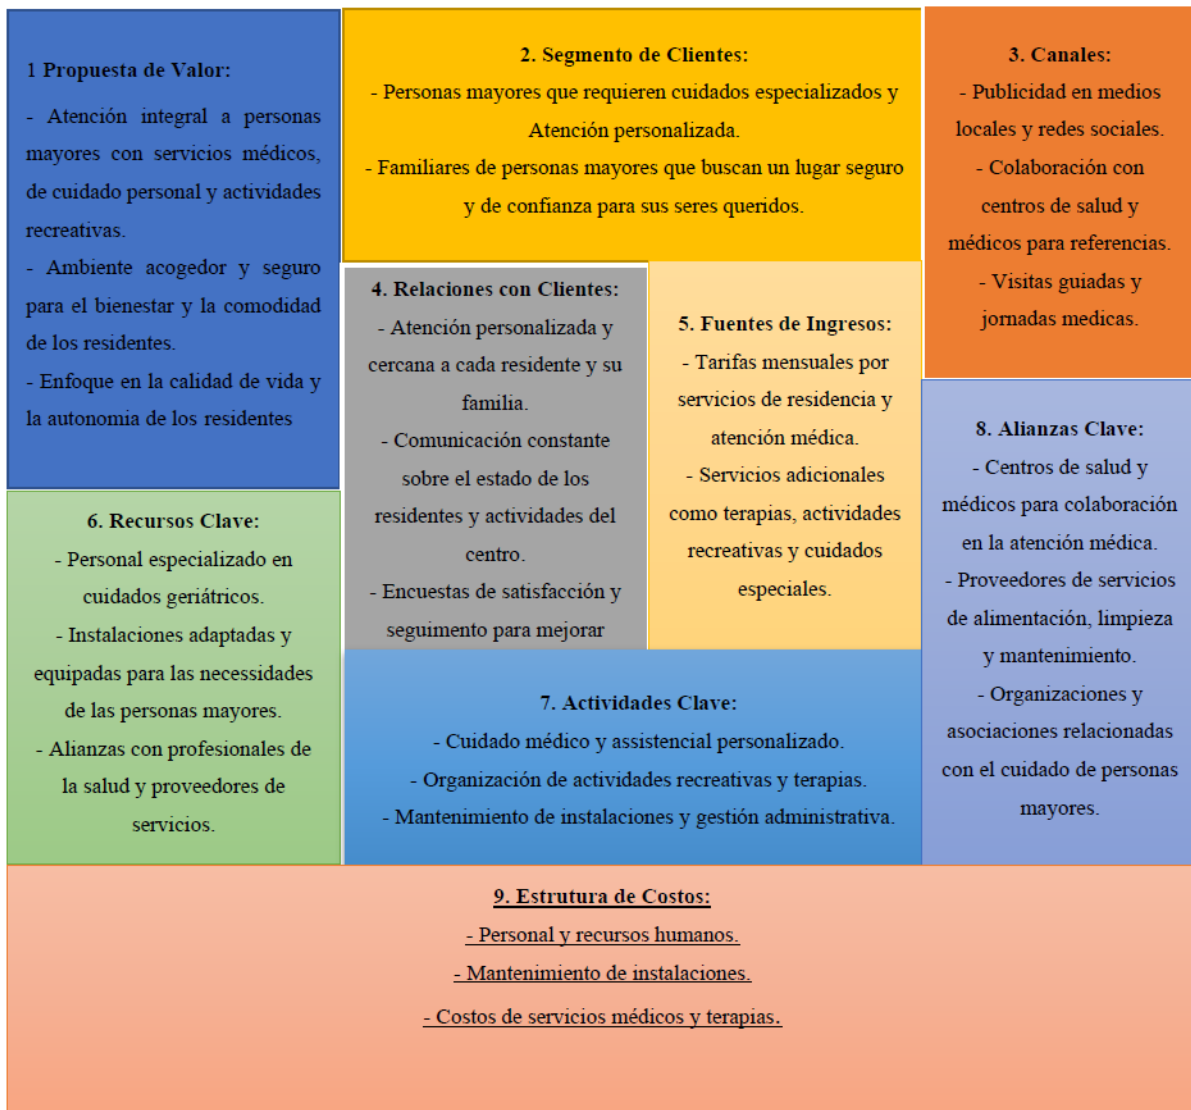 1 Propuesta de Valor:
- Atención integral a personas
mayores con servicios médicos,
de cuidado personal y actividades
recreativas.
- Ambiente acogedor y seguro
para el bienestar y la comodidad
de los residentes.
- Enfoque en la calidad de vida y
la autonomia de los residentes
2. Segmento de Clientes:
- Personas mayores que requieren cuidados especializados y
Atención personalizada.
- Familiares de personas mayores que buscan un lugar seguro
y de confianza para sus seres queridos.
3. Canales:
- Publicidad en medios
locales y redes sociales.
- Colaboración con
centros de salud y
médicos para referencias.
- Visitas guiadas y
jornadas medicas.
4. Relaciones con Clientes:
- Atención personalizada y
cercana a cada residente y su
familia.
- Comunicación constante
sobre el estado de los
residentes y actividades del
centro.
- Encuestas de satisfacción y
seguimento para mejorar
5. Fuentes de Ingresos:
- Tarifas mensuales por
servicios de residencia y
atención médica.
- Servicios adicionales
como terapias, actividades
recreativas y cuidados
especiales.
6. Recursos Clave:
- Personal especializado en
cuidados geriátricos.
- Instalaciones adaptadas y
equipadas para las necessidades
de las personas mayores.
- Alianzas con profesionales de
la salud y proveedores de
servicios.
7. Actividades Clave:
- Cuidado médico y assistencial personalizado.
- Organización de actividades recreativas y terapias.
- Mantenimiento de instalaciones y gestión administrativa.
8. Alianzas Clave:
- Centros de salud y
médicos para colaboración
en la atención médica.
- Proveedores de servicios
de alimentación, limpieza
y mantenimiento.
- Organizaciones y
asociaciones relacionadas
con el cuidado de personas
mayores.
9. Estrutura de Costos:
- Personal y recursos humanos.
- Mantenimiento de instalaciones.
- Costos de servicios médicos y terapias.